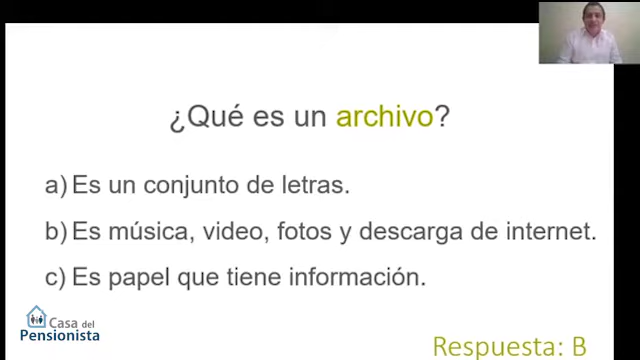 ¿Qué es un archivo?
a) Es un conjunto de letras.
b) Es música, video, fotos y descarga de internet.
c) Es papel que tiene información.
Casa del
Pensionista
Respuesta: B